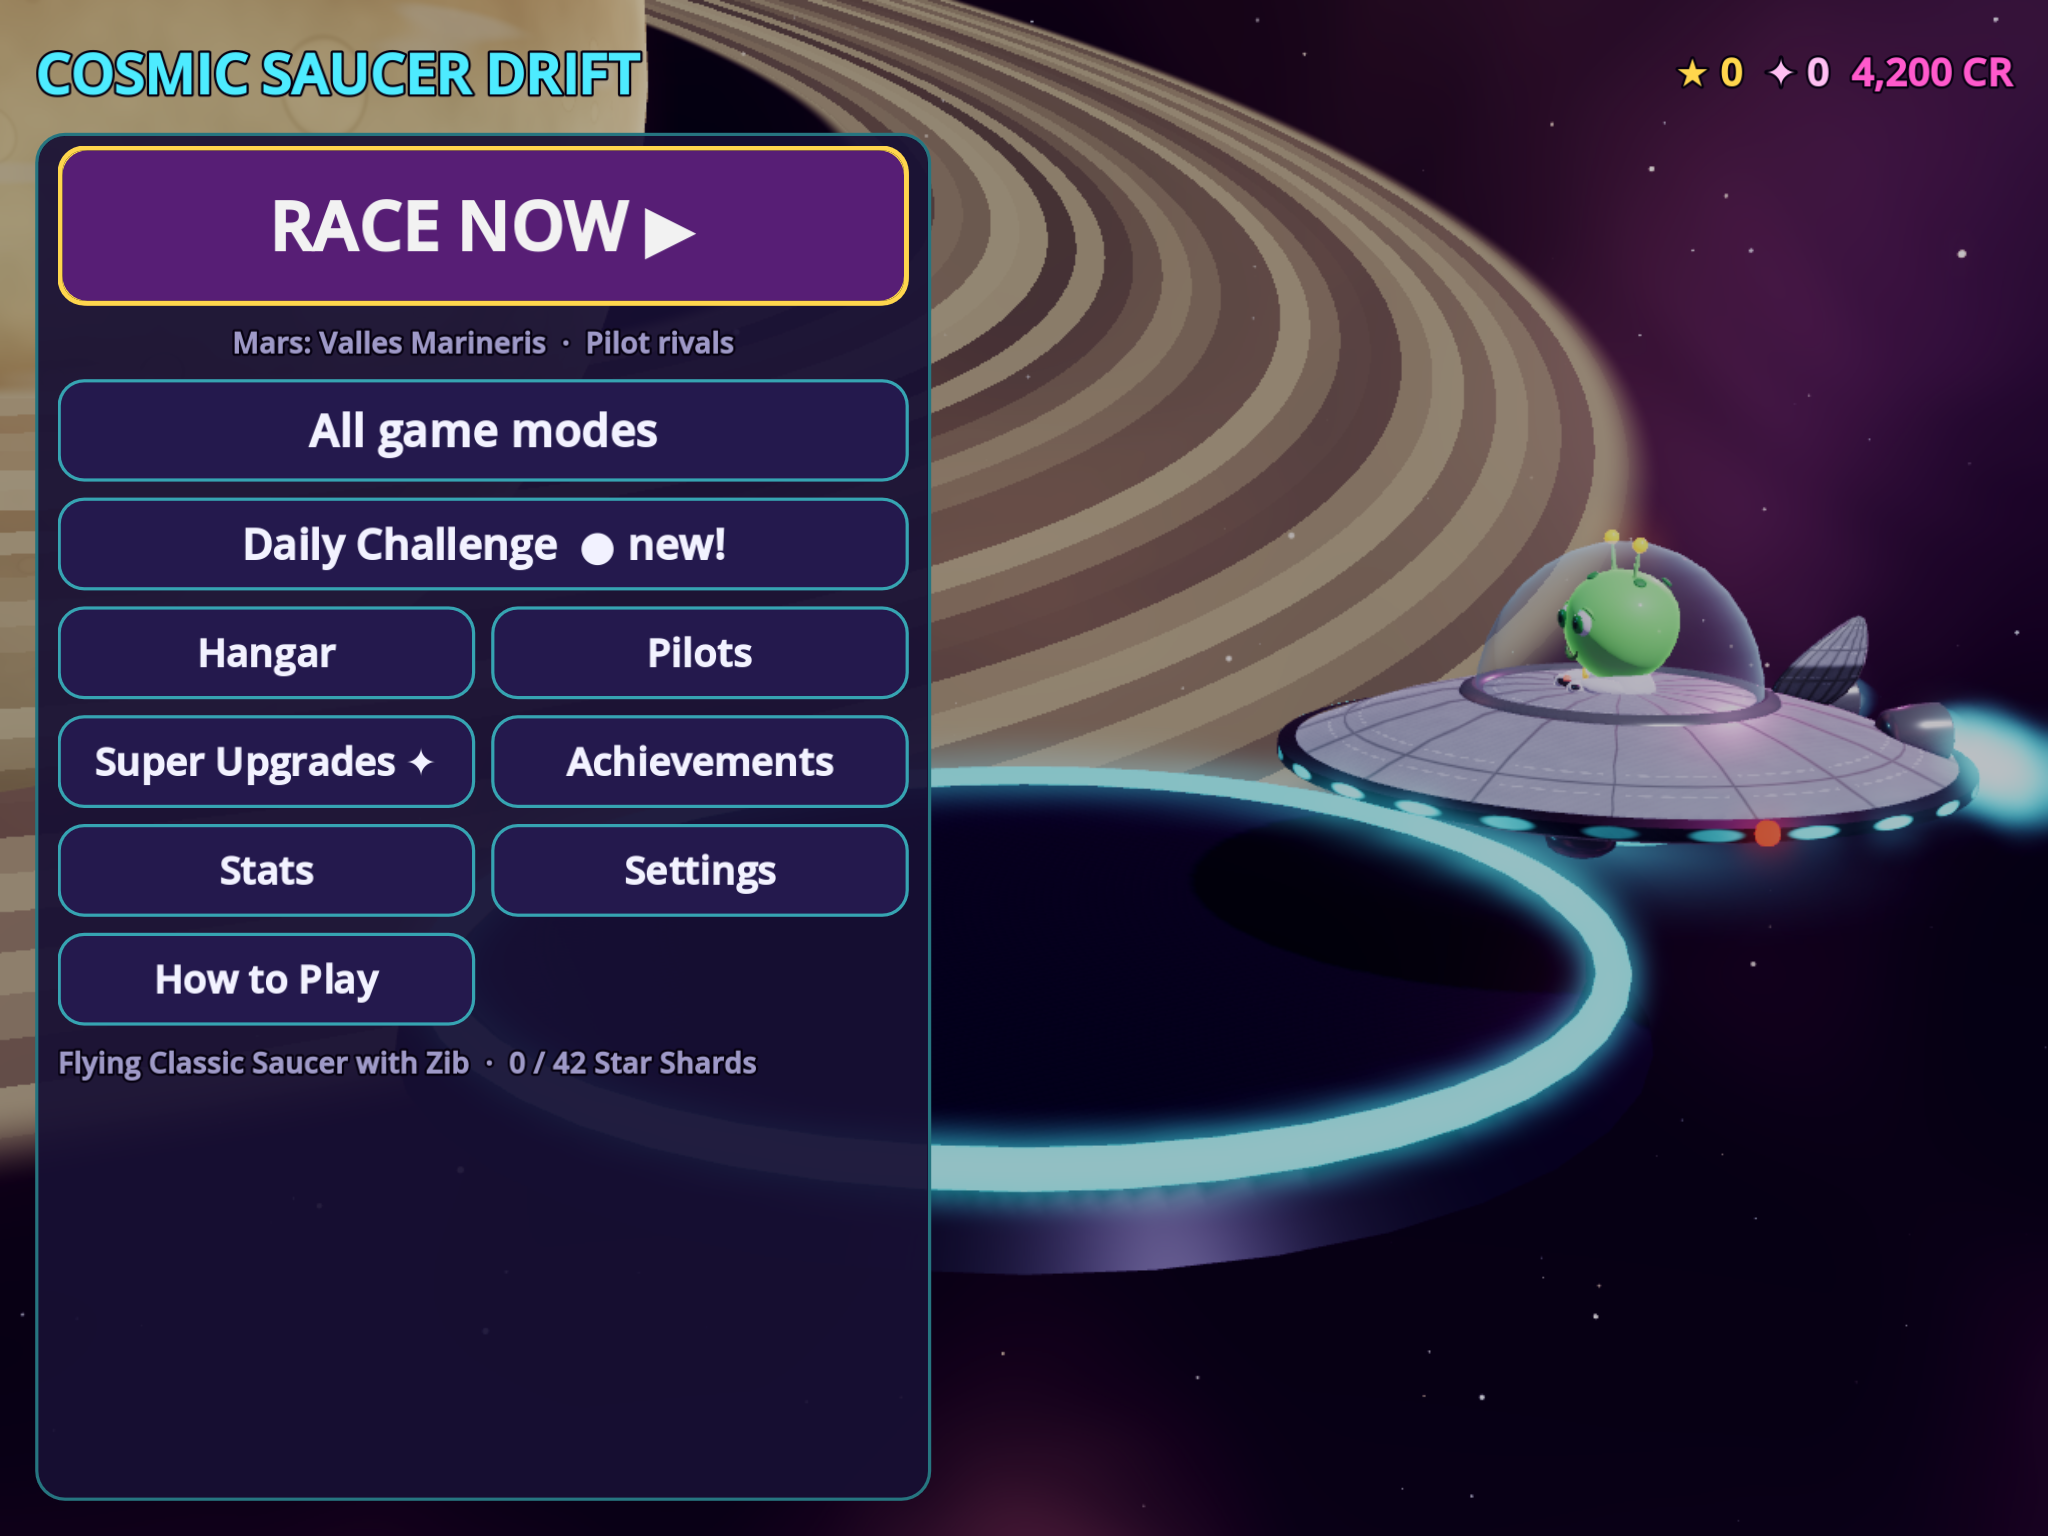 COSMIC SAUCER DRIFT
★ 0 ✦ 0 4,200 CR
RACE NOW ▶
Mars: Valles Marineris · Pilot rivals
All game modes
Daily Challenge ● new!
Hangar
Pilots
Super Upgrades ✦
Achievements
Stats
Settings
How to Play
Flying Classic Saucer with Zib · 0 / 42 Star Shards